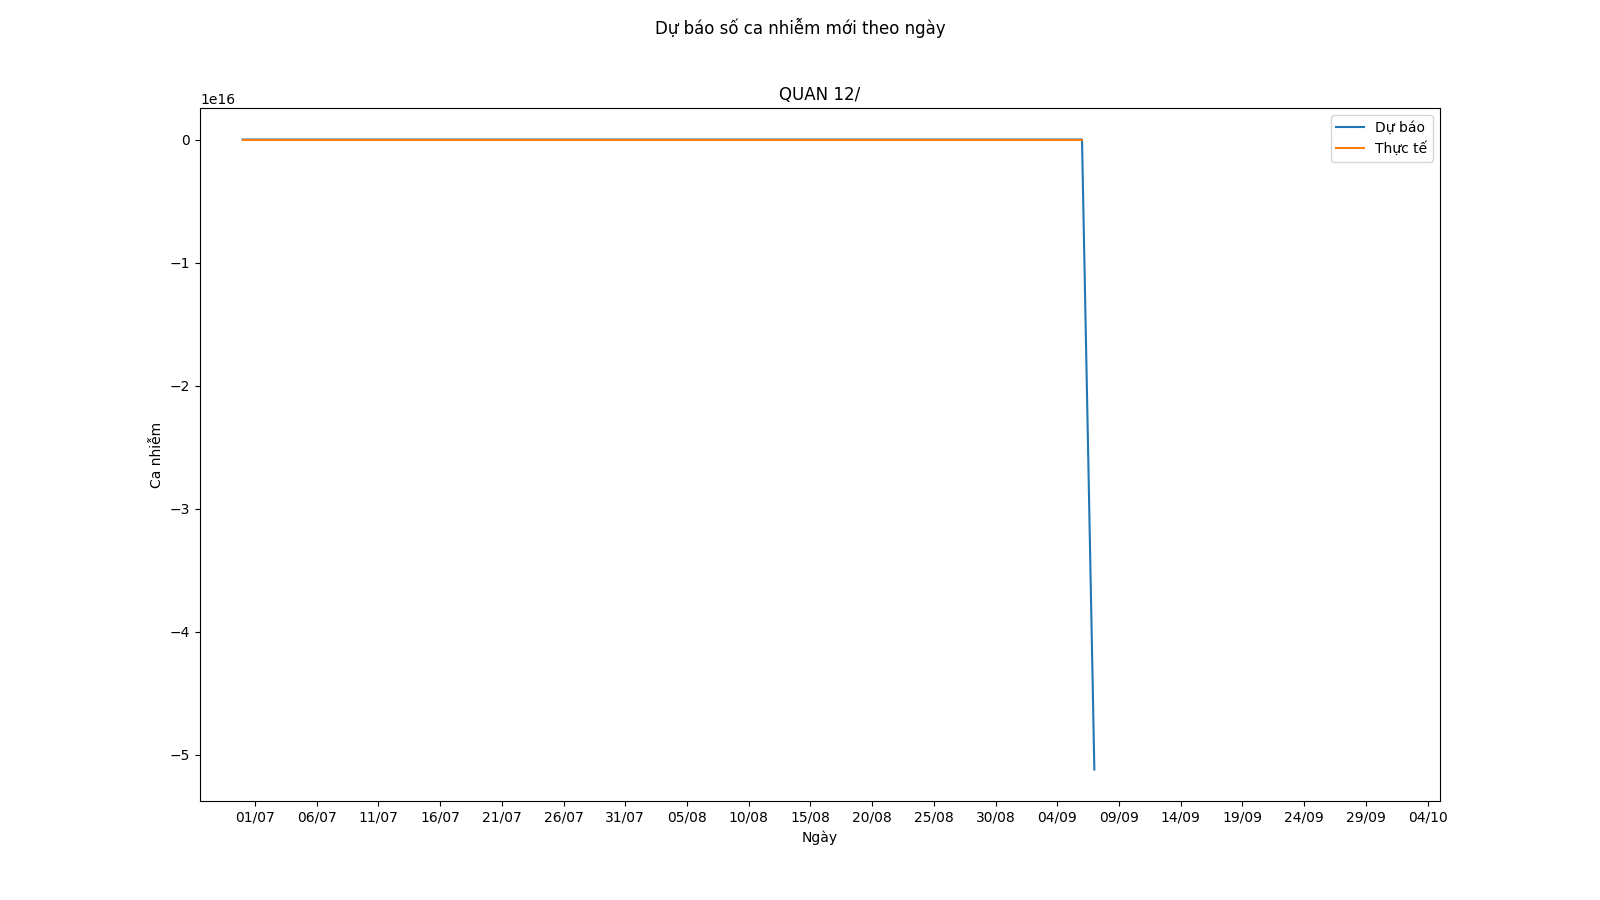 Dự báo số ca nhiễm mới theo ngày
QUAN 12/
1e16
Dự báo
Thực tế
0
−1
−2
−3
−4
−5
Ca nhiễm
01/07 06/07 11/07 16/07 21/07 26/07 31/07 05/08 10/08 15/08 20/08 25/08 30/08 04/09 09/09 14/09 19/09 24/09 29/09 04/10
Ngày